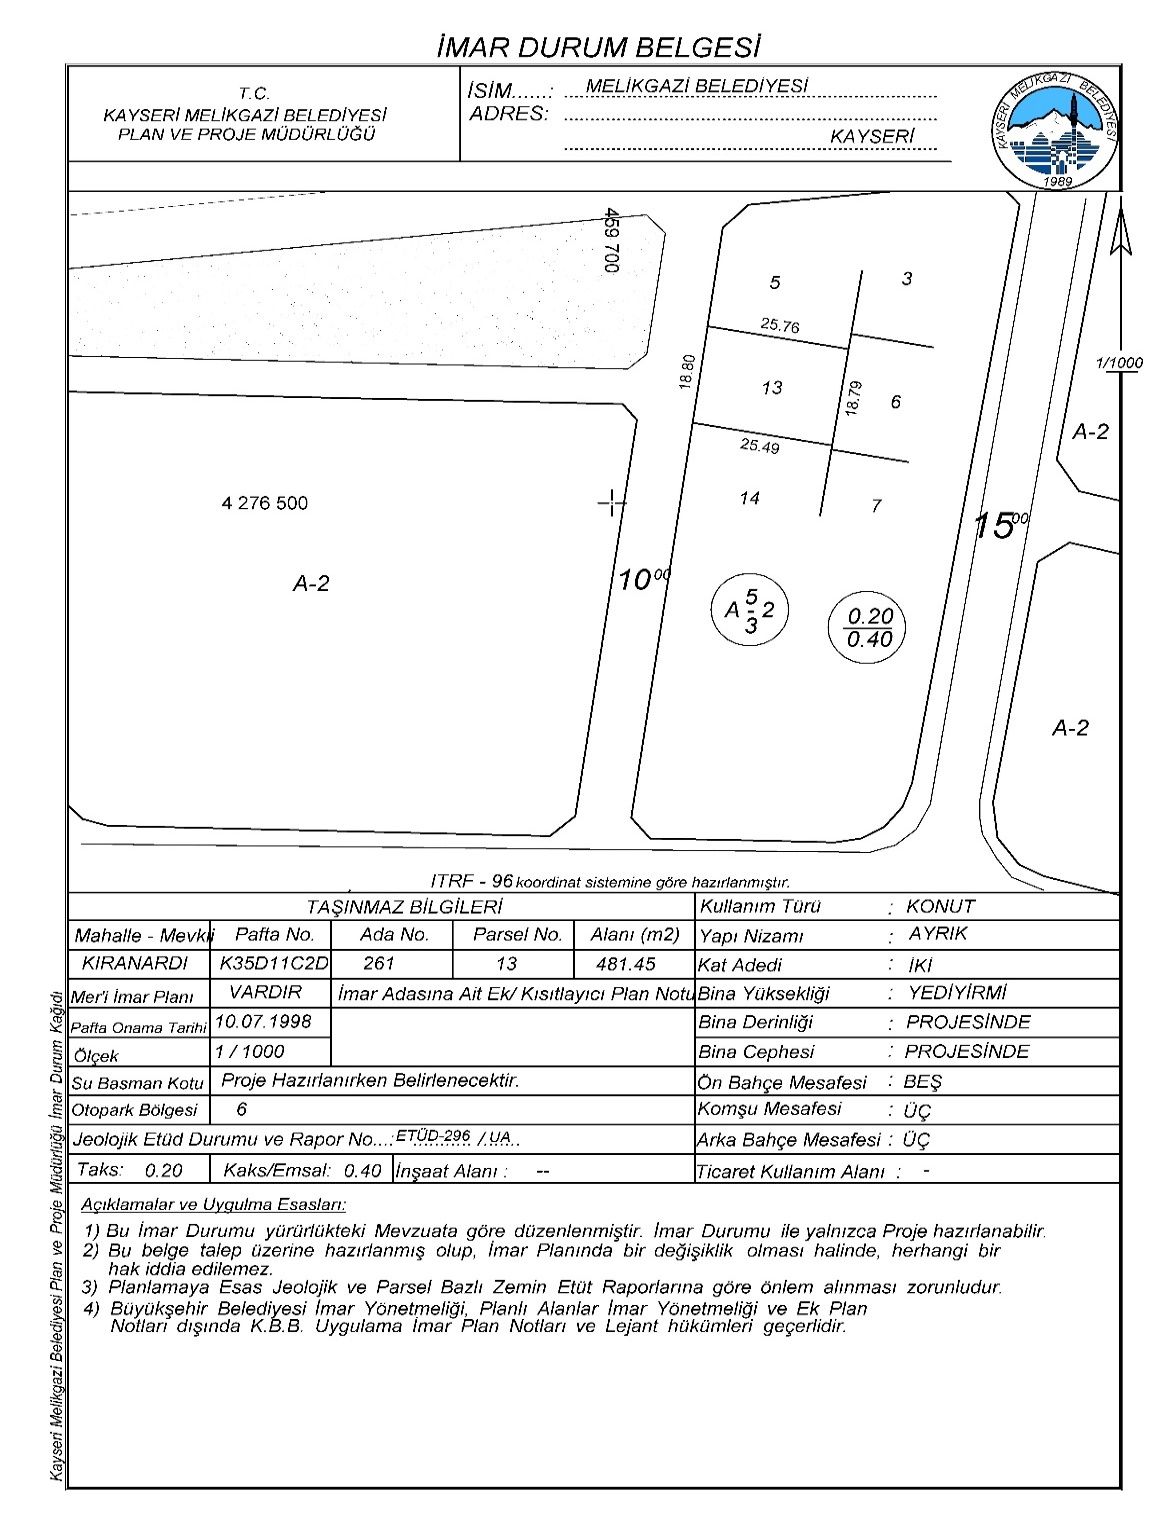 İMAR DURUM BELGESİ
T.C.
KAYSERİ MELİKGAZİ BELEDİYESİ
PLAN VE PROJE MÜDÜRLÜĞÜ
İSİM......: MELİKGAZİ BELEDİYESİ
ADRES:
KAYSERİ
KAYSERİ MELİKGAZİ BELEDİYESİ
1989
459 700
5
3
25.76
18.80
1/1000
13
18.79
6
A-2
25.49
4 276 500
14
7
15 00
A-2
10 00
A 5 - 3 2
0.20
0.40
A-2
ITRF - 96 koordinat sistemine göre hazırlanmıştır.
TAŞINMAZ BİLGİLERİ
Kullanım Türü : KONUT
Mahalle - Mevkii Pafta No. Ada No. Parsel No. Alanı (m2)
Yapı Nizamı : AYRIK
KIRANARDI K35D11C2D 261 13 481.45
Kat Adedi : İKİ
Mer'i İmar Planı VARDIR İmar Adasına Ait Ek/ Kısıtlayıcı Plan Notu
Bina Yüksekliği : YEDİYİRMİ
Pafta Onama Tarihi 10.07.1998
Bina Derinliği : PROJESİNDE
Ölçek 1 / 1000
Bina Cephesi : PROJESİNDE
Su Basman Kotu Proje Hazırlanırken Belirlenecektir.
Ön Bahçe Mesafesi : BEŞ
Otopark Bölgesi 6
Komşu Mesafesi : ÜÇ
Jeolojik Etüd Durumu ve Rapor No...: ETÜD-296 / UA..
Arka Bahçe Mesafesi : ÜÇ
Taks: 0.20 Kaks/Emsal: 0.40 İnşaat Alanı : --
Ticaret Kullanım Alanı : -
Açıklamalar ve Uygulma Esasları:
1) Bu İmar Durumu yürürlükteki Mevzuata göre düzenlenmiştir. İmar Durumu ile yalnızca Proje hazırlanabilir.
2) Bu belge talep üzerine hazırlanmış olup, İmar Planında bir değişiklik olması halinde, herhangi bir
hak iddia edilemez.
3) Planlamaya Esas Jeolojik ve Parsel Bazlı Zemin Etüt Raporlarına göre önlem alınması zorunludur.
4) Büyükşehir Belediyesi İmar Yönetmeliği, Planlı Alanlar İmar Yönetmeliği ve Ek Plan
Notları dışında K.B.B. Uygulama İmar Plan Notları ve Lejant hükümleri geçerlidir.
Kayseri Melikgazi Belediyesi Plan ve Proje Müdürlüğü İmar Durum Kağıdı